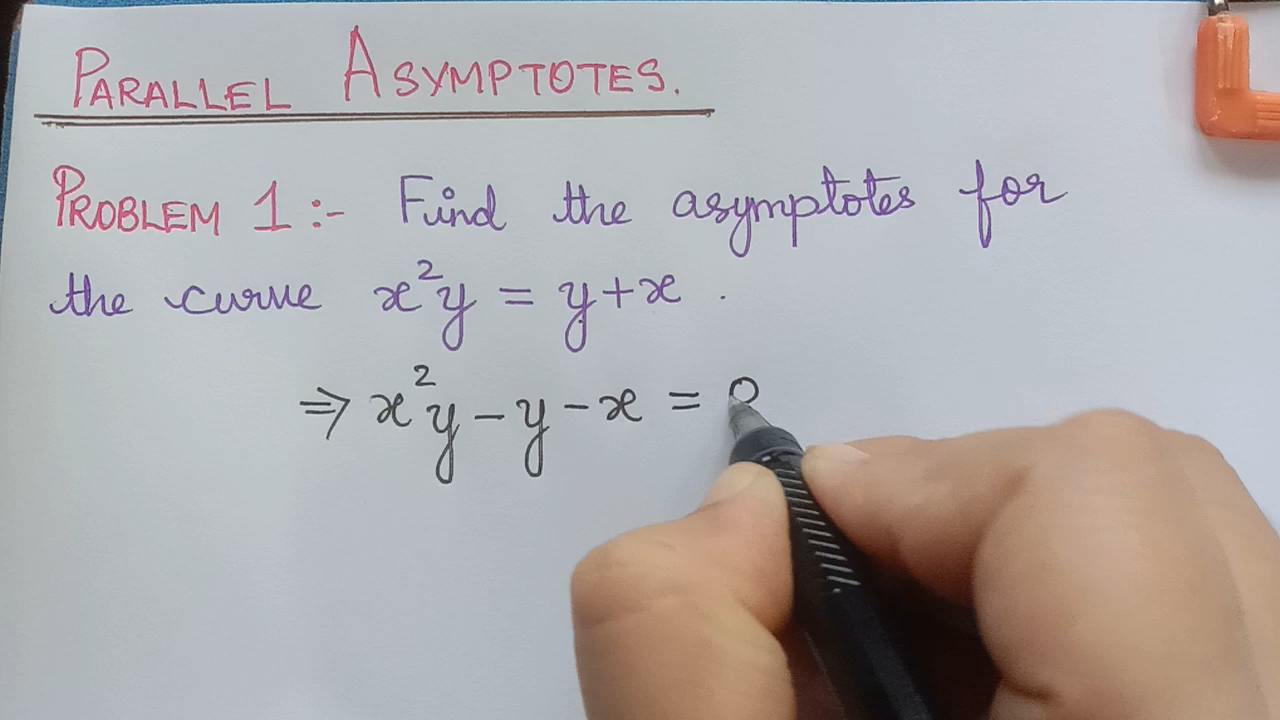 PARALLEL ASYMPTOTES.
PROBLEM 1:- Find the asymptotes for
the curve x²y = y+x .
⇒ x²y - y - x = 0